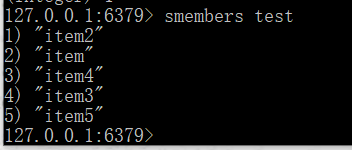 127.0.0.1:6379> smembers test
1) "item2"
2) "item"
3) "item4"
4) "item3"
5) "item5"
127.0.0.1:6379>